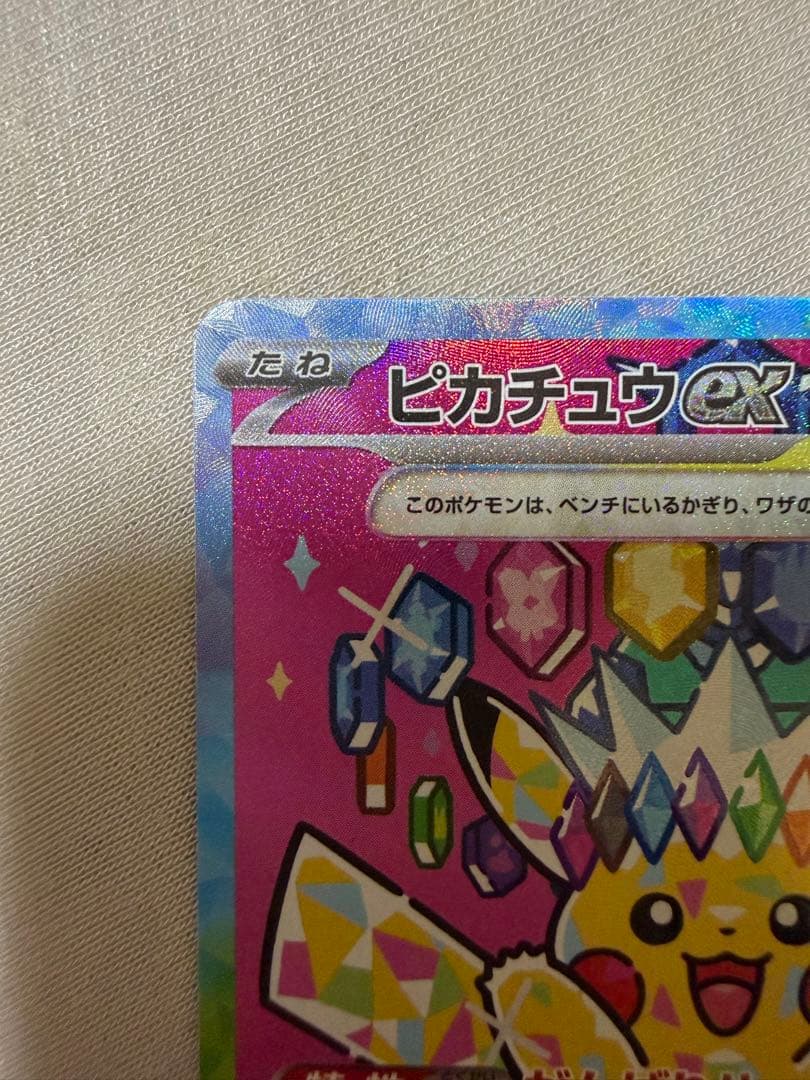 たね
ピカチュウex
このポケモンは、ベンチにいるかぎり、ワザの